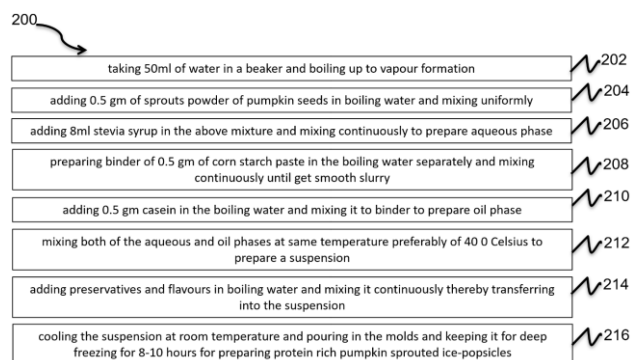 200
taking 50ml of water in a beaker and boiling up to vapour formation
202
adding 0.5 gm of sprouts powder of pumpkin seeds in boiling water and mixing uniformly
204
adding 8ml stevia syrup in the above mixture and mixing continuously to prepare aqueous phase
206
preparing binder of 0.5 gm of corn starch paste in the boiling water separately and mixing
continuously until get smooth slurry
208
adding 0.5 gm casein in the boiling water and mixing it to binder to prepare oil phase
210
mixing both of the aqueous and oil phases at same temperature preferably of 40 0 Celsius to
prepare a suspension
212
adding preservatives and flavours in boiling water and mixing it continuously thereby transferring
into the suspension
214
cooling the suspension at room temperature and pouring in the molds and keeping it for deep
freezing for 8-10 hours for preparing protein rich pumpkin sprouted ice-popsicles
216